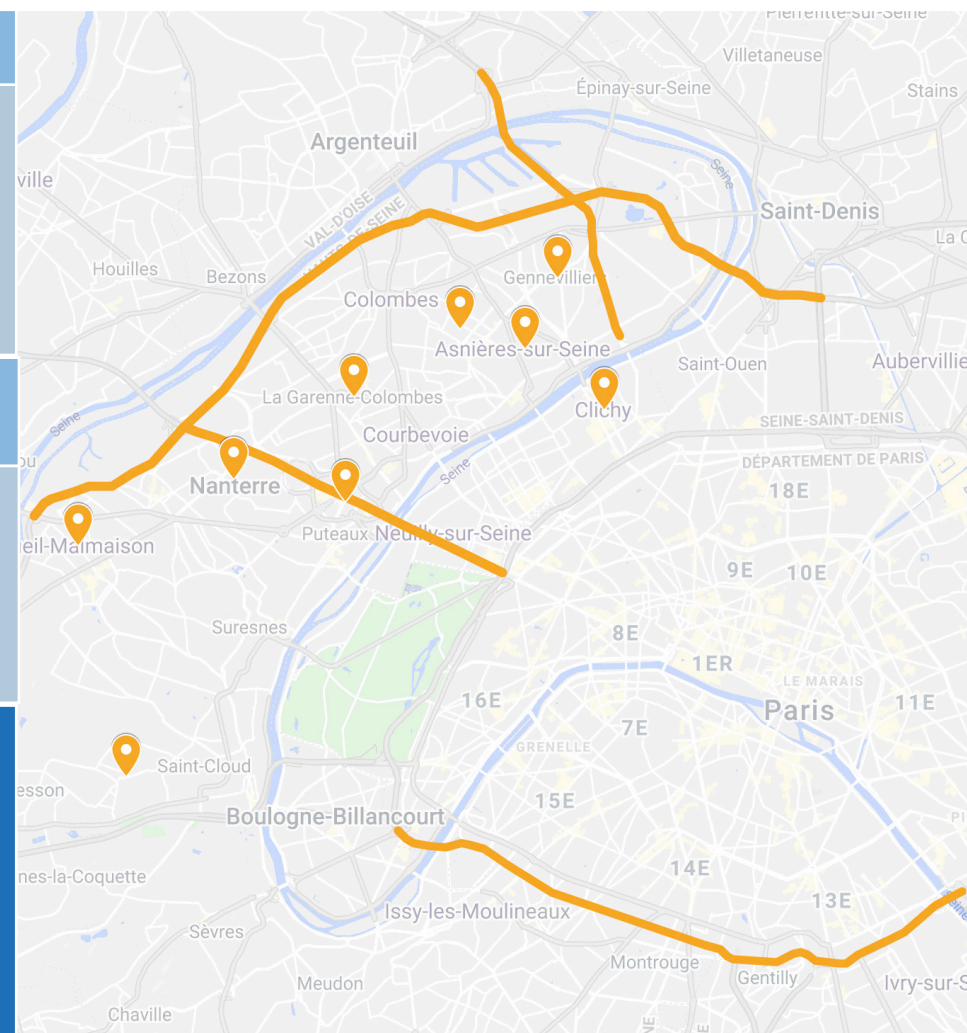 Pierrefitte-sur-Seine
Villetaneuse
Épinay-sur-Seine
Stains
Argenteuil
ville
Seine
VAL-D'OISE
HAUTS-DE-SEINE
Saint-Denis
La C
Houilles
Bezons
Gennevilliers
Colombes
Asnières-sur-Seine
Saint-Ouen
Aubervillie
La Garenne-Colombes
Clichy
SEINE-SAINT-DENIS
Seine
Courbevoie
DÉPARTEMENT DE PARIS
ou
Seine
Nanterre
18E
Puteaux
Neuilly-sur-Seine
eil-Malmaison
9E
10E
Suresnes
8E
1ER
LE MARAIS
16E
Paris
11E
7E
GRENELLE
Saint-Cloud
esson
15E
Boulogne-Billancourt
PI
14E
nes-la-Coquette
13E
Seine
Issy-les-Moulineaux
Sèvres
Montrouge
Gentilly
Ivry-sur-S
Meudon
Chaville